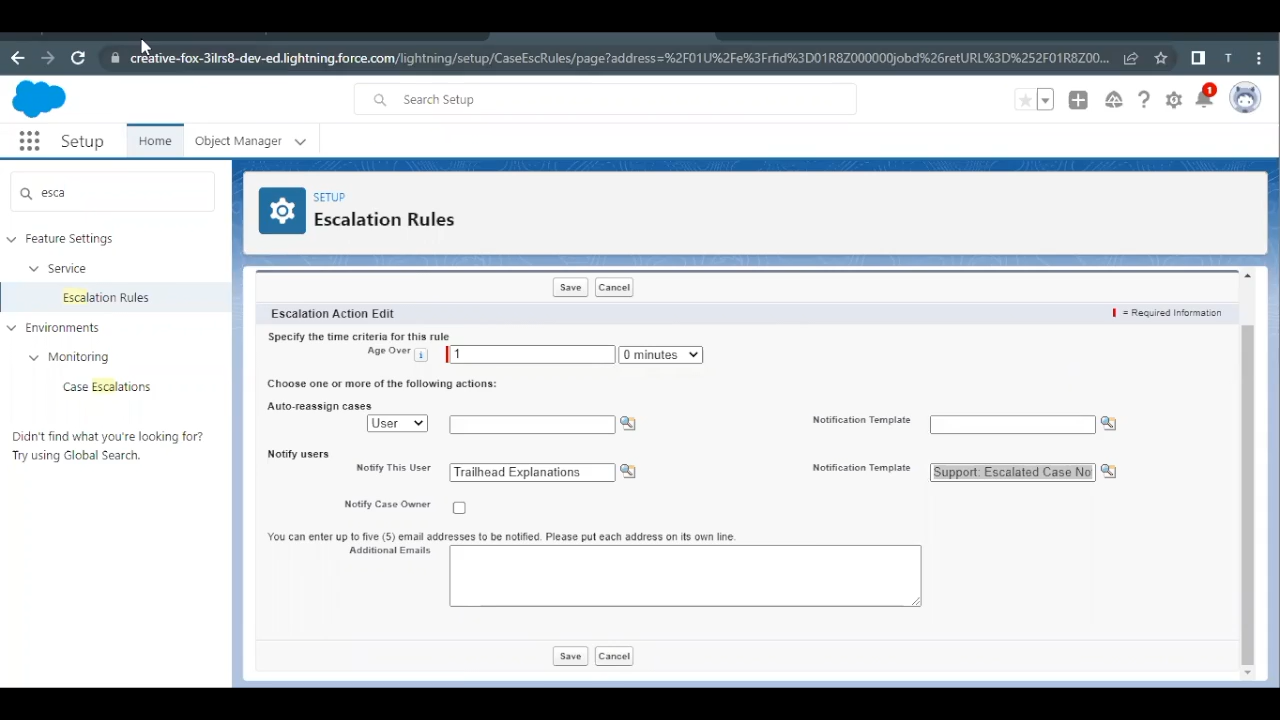 creative-fox-3ilrs8-dev-ed.lightning.force.com/lightning/setup/CaseEscRules/page?address=%2F01U%2Fe%3Frfid%3D01R8Z000000jobd%26retURL%3D%252F01R8Z00...
T
Search Setup
1
Setup
Home
Object Manager
esca
SETUP
Escalation Rules
Feature Settings
Service
Escalation Rules
Environments
Monitoring
Case Escalations
Didn't find what you're looking for?
Try using Global Search.
Save
Cancel
Escalation Action Edit
= Required Information
Specify the time criteria for this rule
Age Over
i
1
0 minutes
Choose one or more of the following actions:
Auto-reassign cases
User
Notification Template
Notify users
Notify This User
Trailhead Explanations
Notification Template
Support: Escalated Case No
Notify Case Owner
You can enter up to five (5) email addresses to be notified. Please put each address on its own line.
Additional Emails
Save
Cancel